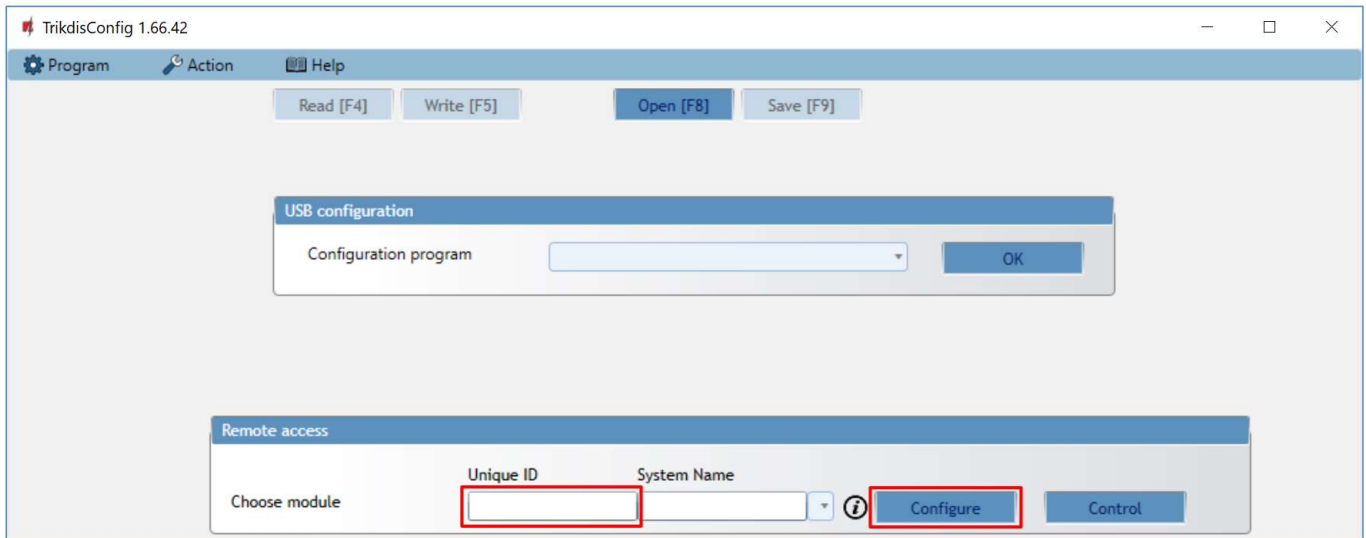 TrikdisConfig 1.66.42
Program Action Help
Read [F4] Write [F5] Open [F8] Save [F9]
USB configuration
Configuration program OK
Remote access
Unique ID System Name
Choose module i Configure Control